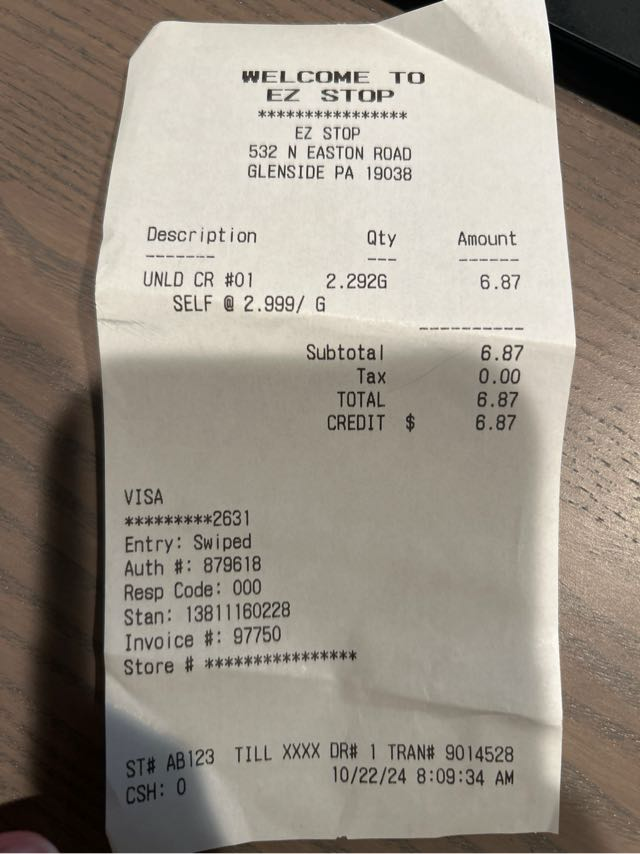 WELCOME TO
EZ STOP
****************
EZ STOP
532 N EASTON ROAD
GLENSIDE PA 19038
Description Qty Amount
------- --- ------
UNLD CR #01 2.292G 6.87
SELF @ 2.999/ G
----------
Subtotal 6.87
Tax 0.00
TOTAL 6.87
CREDIT $ 6.87
VISA
*********2631
Entry: Swiped
Auth #: 879618
Resp Code: 000
Stan: 13811160228
Invoice #: 97750
Store # ****************
ST# AB123 TILL XXXX DR# 1 TRAN# 9014528
CSH: 0 10/22/24 8:09:34 AM